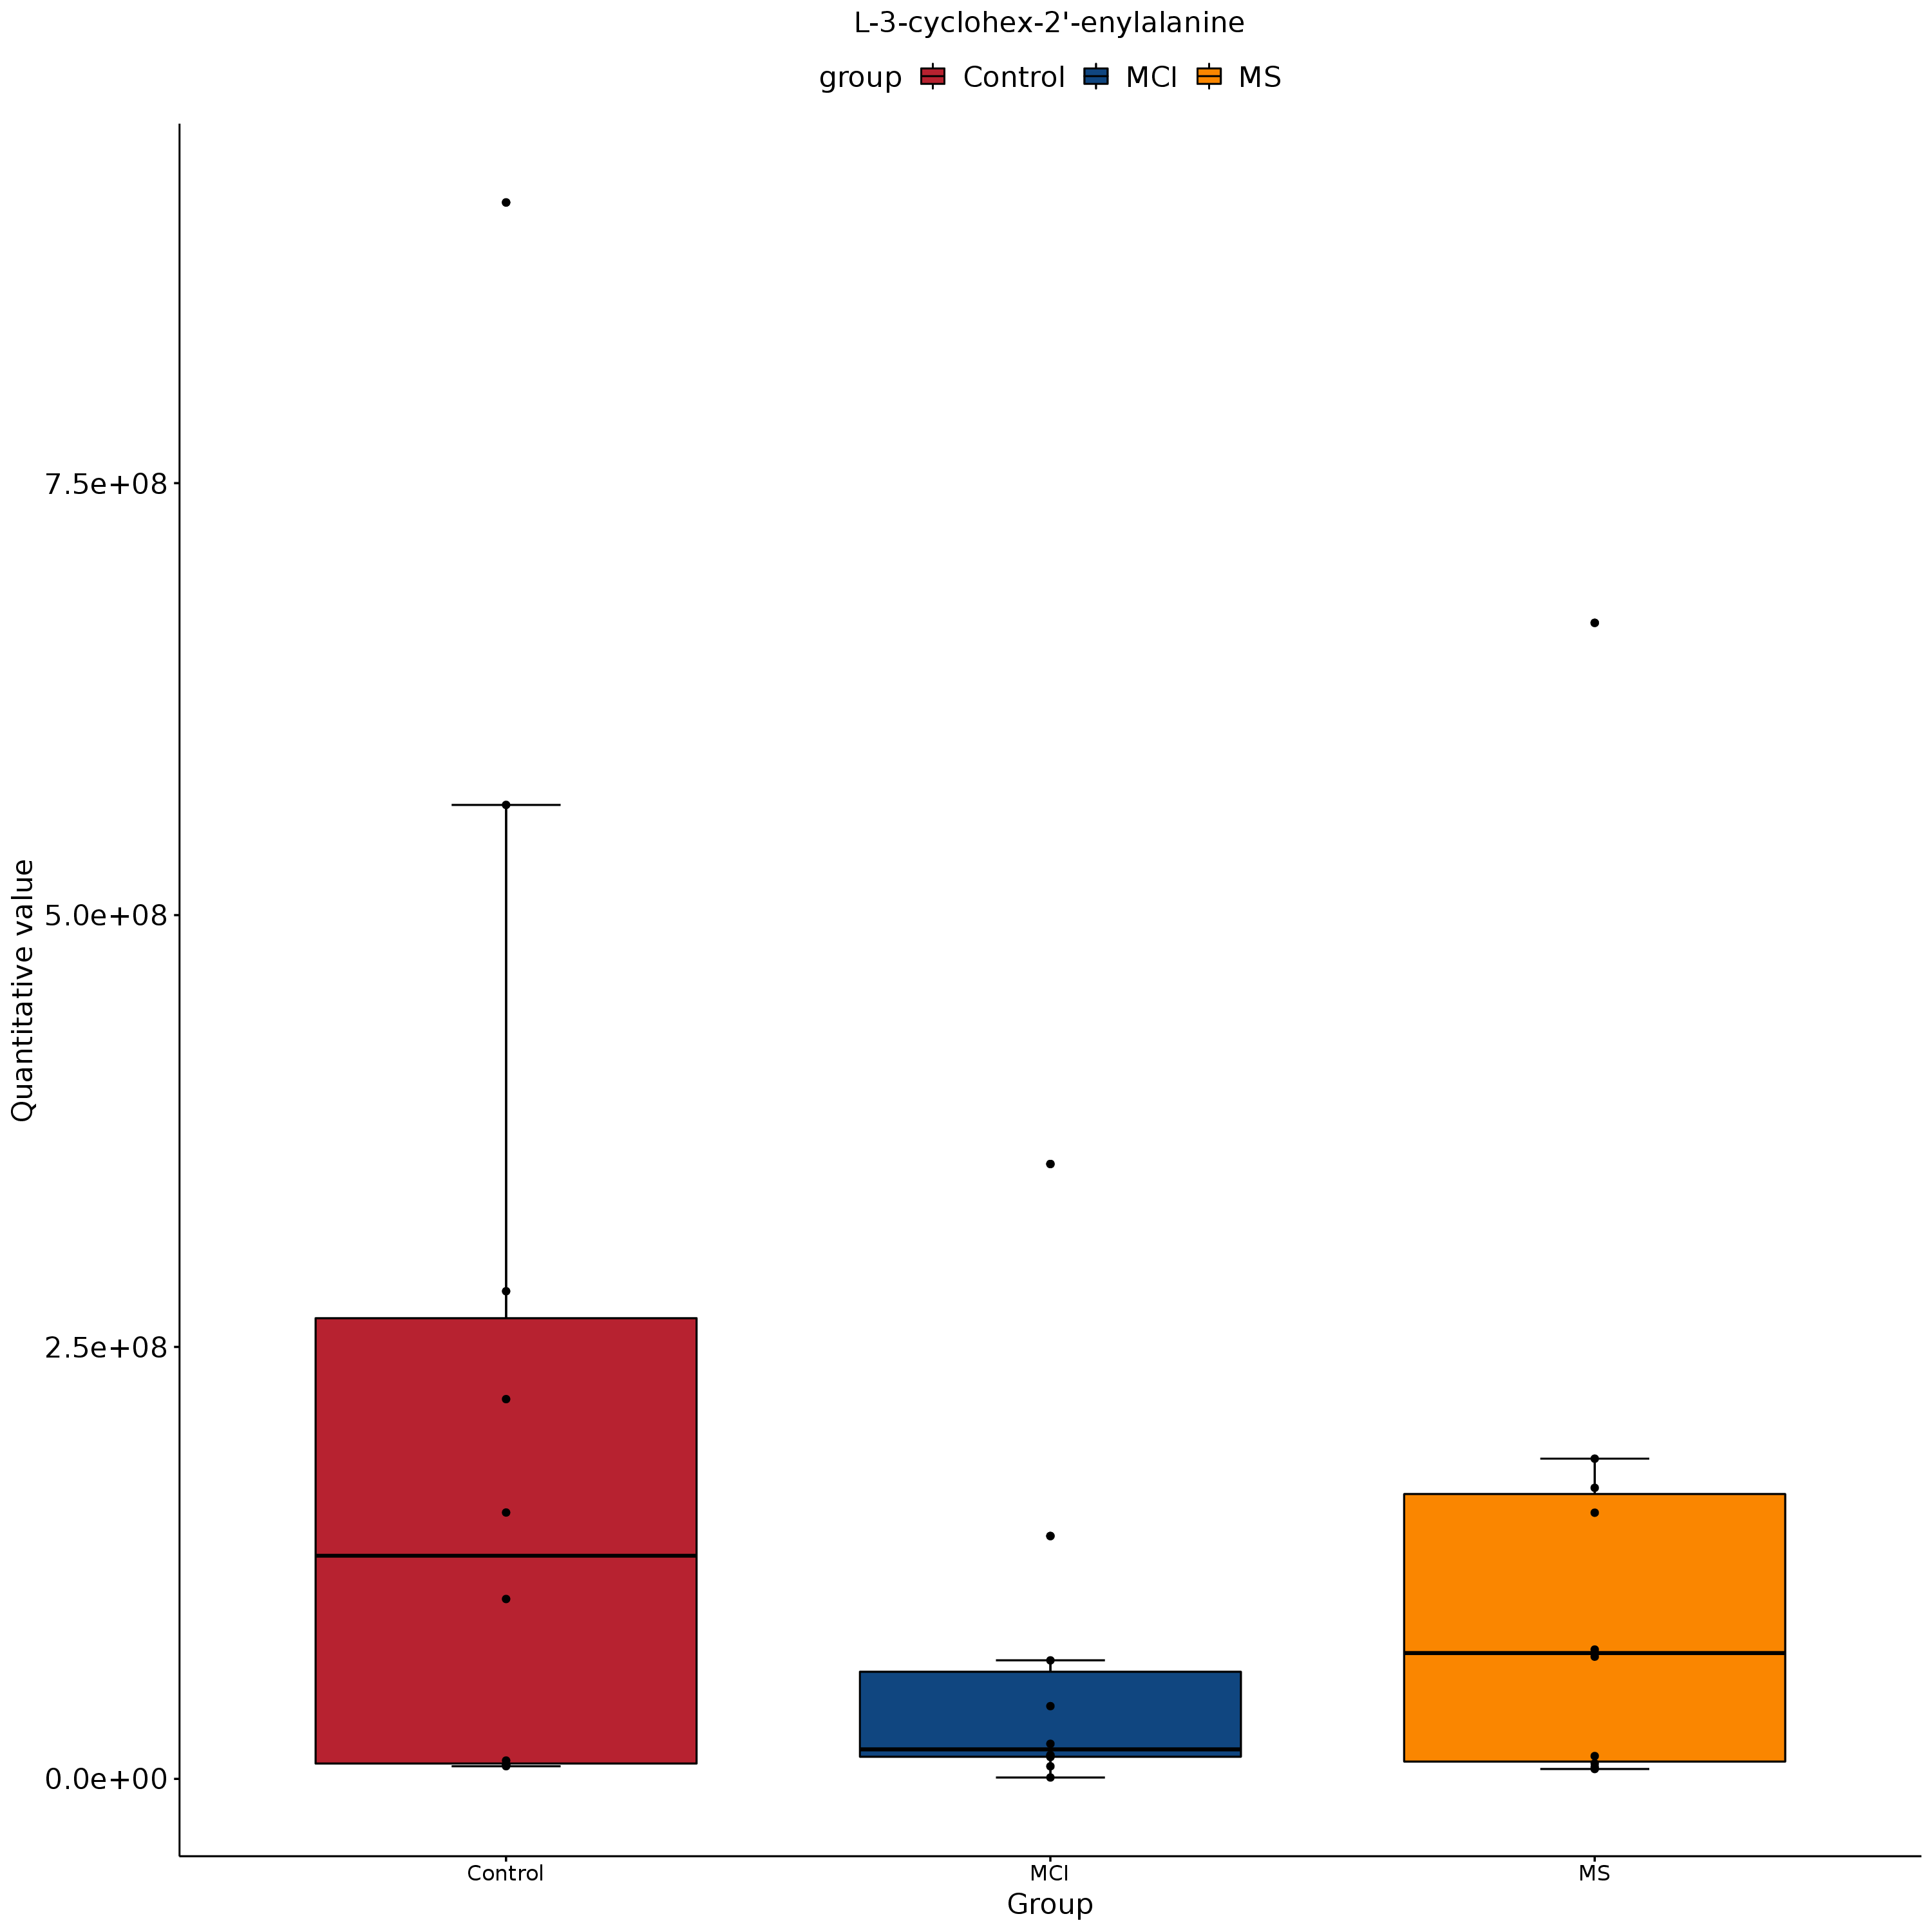 L-3-cyclohex-2'-enylalanine
group Control MCI MS
7.5e+08
5.0e+08
2.5e+08
0.0e+00
Quantitative value
Control MCI MS
Group